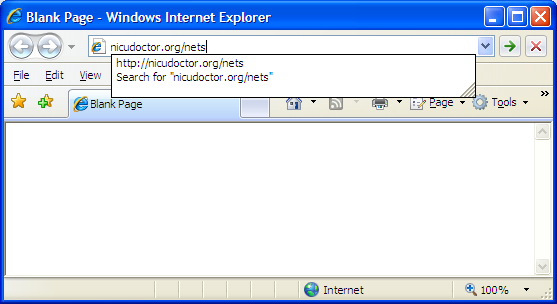 Blank Page - Windows Internet Explorer
nicudoctor.org/nets
http://nicudoctor.org/nets
Search for "nicudoctor.org/nets"
File Edit View
Blank Page
Page Tools »
Internet 100%